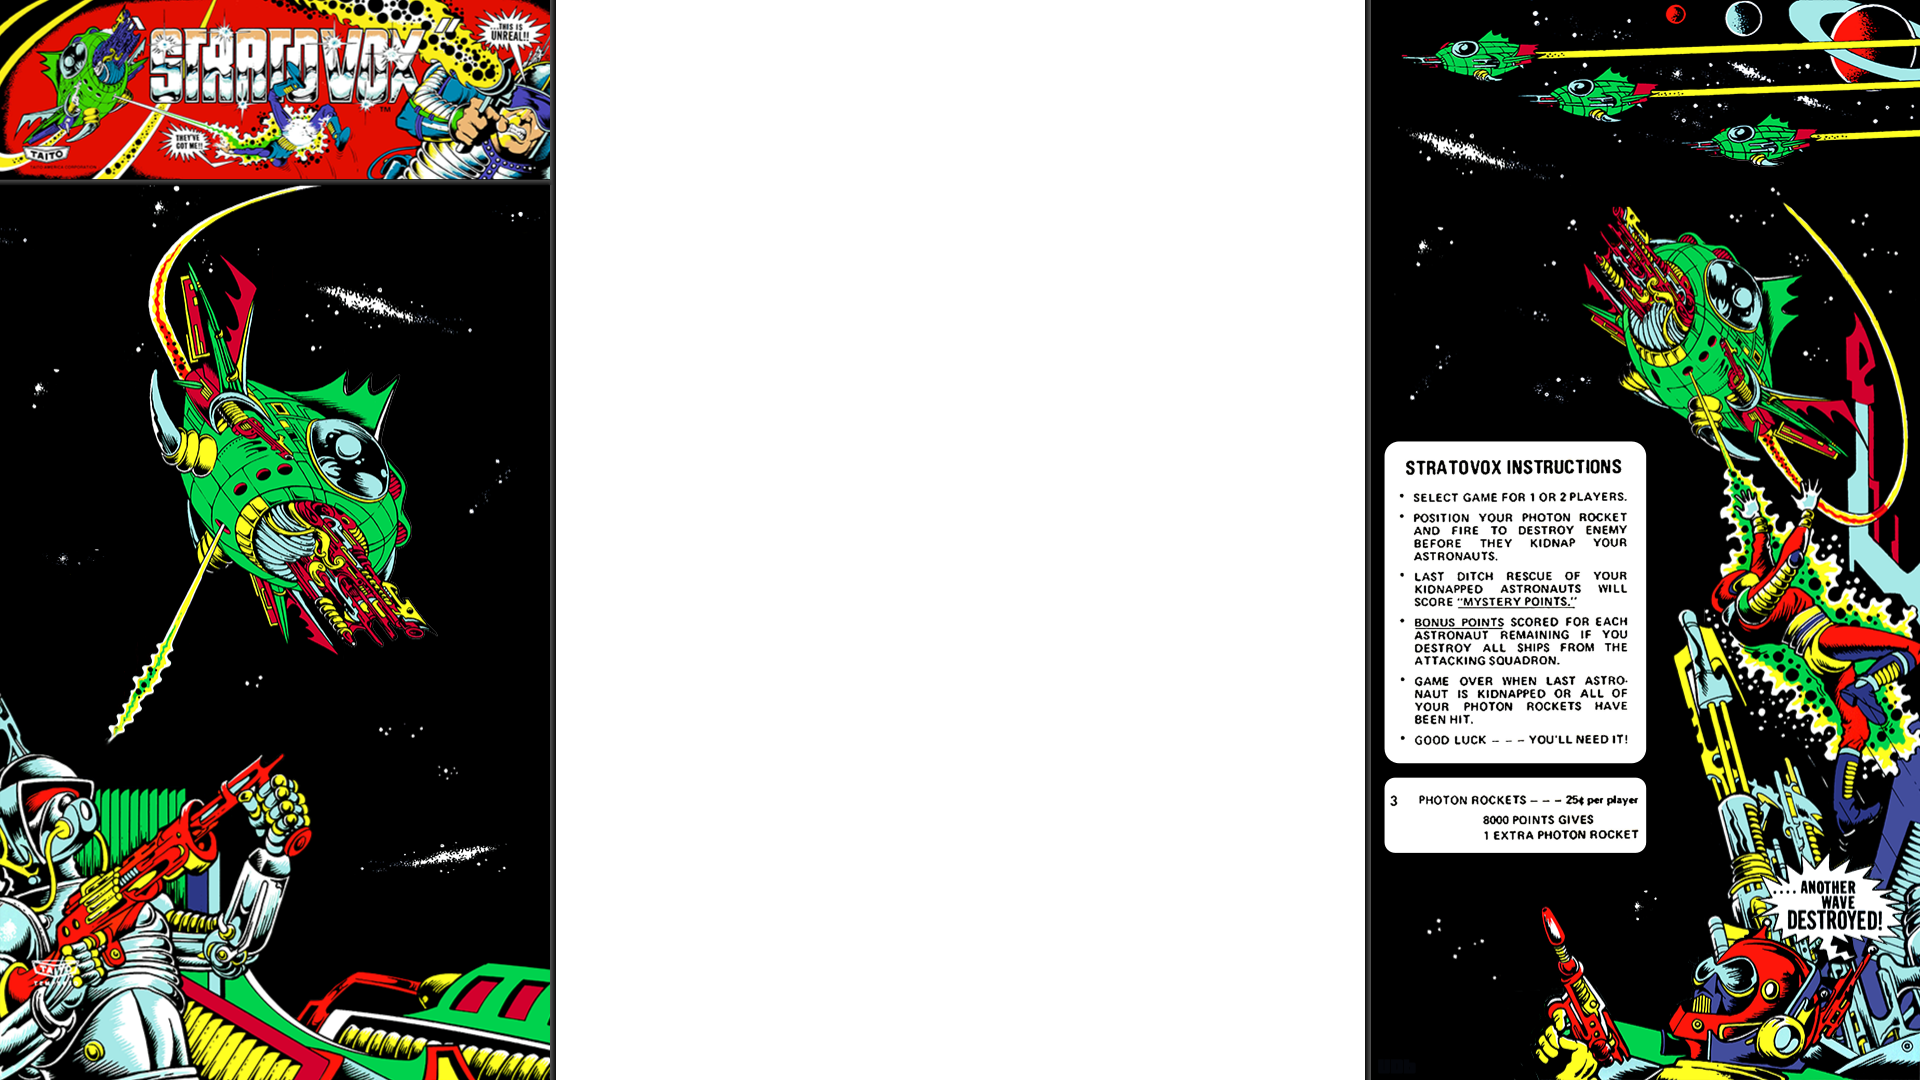 STRATOVOX
TM
...THIS IS
UNREAL!!
THEY'VE
GOT ME!!
TAITO
TAITO
STRATOVOX INSTRUCTIONS
• SELECT GAME FOR 1 OR 2 PLAYERS.
• POSITION YOUR PHOTON ROCKET
AND FIRE TO DESTROY ENEMY
BEFORE THEY KIDNAP YOUR
ASTRONAUTS.
• LAST DITCH RESCUE OF YOUR
KIDNAPPED ASTRONAUTS WILL
SCORE "MYSTERY POINTS."
• BONUS POINTS SCORED FOR EACH
ASTRONAUT REMAINING IF YOU
DESTROY ALL SHIPS FROM THE
ATTACKING SQUADRON.
• GAME OVER WHEN LAST ASTRO-
NAUT IS KIDNAPPED OR ALL OF
YOUR PHOTON ROCKETS HAVE
BEEN HIT.
• GOOD LUCK – – – YOU'LL NEED IT!
3 PHOTON ROCKETS – – – 25¢ per player
8000 POINTS GIVES
1 EXTRA PHOTON ROCKET
....ANOTHER
WAVE
DESTROYED!